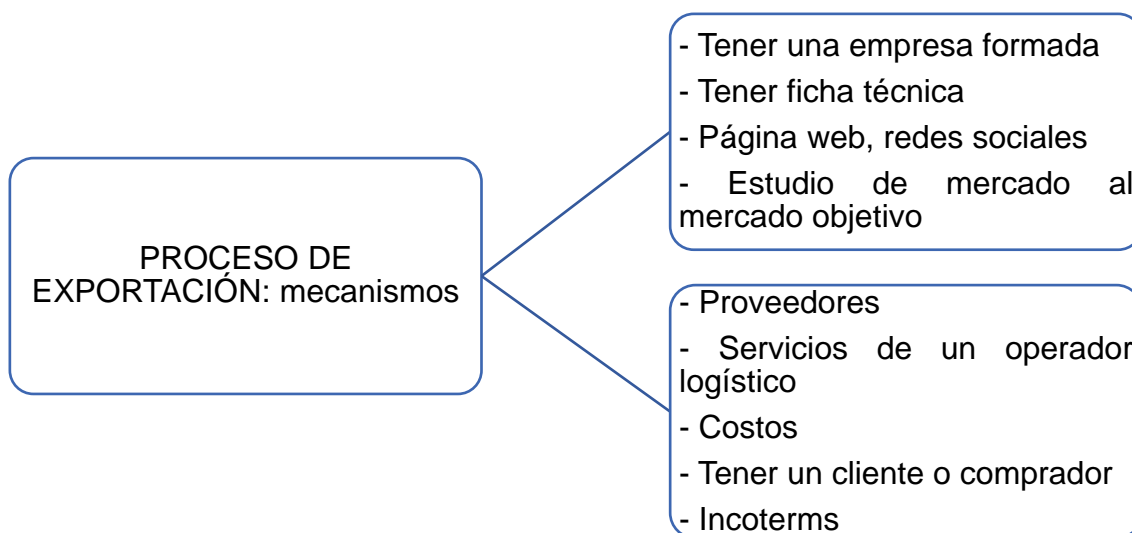 PROCESO DE
EXPORTACIÓN: mecanismos
- Tener una empresa formada
- Tener ficha técnica
- Página web, redes sociales
- Estudio de mercado al
mercado objetivo
- Proveedores
- Servicios de un operador
logístico
- Costos
- Tener un cliente o comprador
- Incoterms